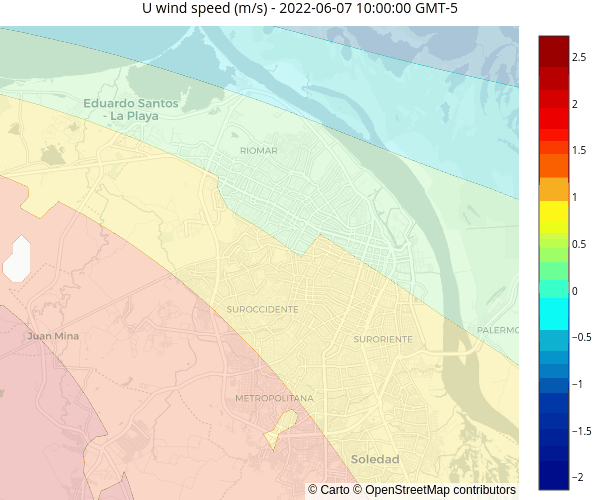 U wind speed (m/s) - 2022-06-07 10:00:00 GMT-5
Eduardo Santos
- La Playa
RIOMAR
SUROCCIDENTE
SURORIENTE
PALERMO
Juan Mina
METROPOLITANA
Soledad
© Carto © OpenStreetMap contributors
2.5
2
1.5
1
0.5
0
−0.5
−1
−1.5
−2